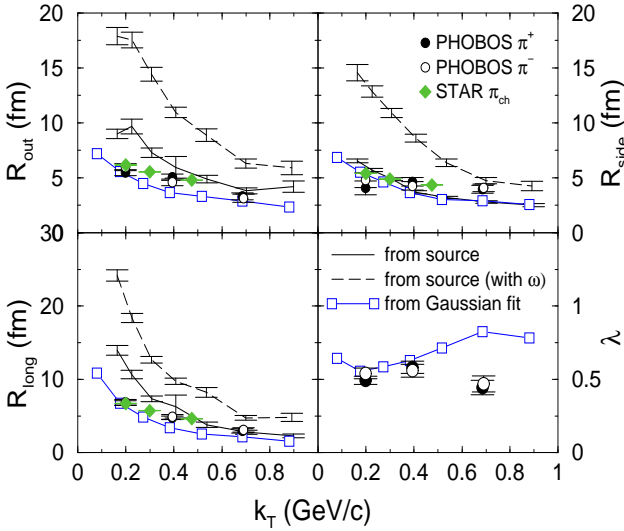 20
15
10
5
0
R_out (fm)
PHOBOS π⁺
PHOBOS π⁻
STAR π_ch
20
15
10
5
0
R_side (fm)
30
20
10
0
R_long (fm)
from source
from source (with ω)
from Gaussian fit
1
0.5
0
λ
0 0.2 0.4 0.6 0.8 0 0.2 0.4 0.6 0.8 1
k_T (GeV/c)